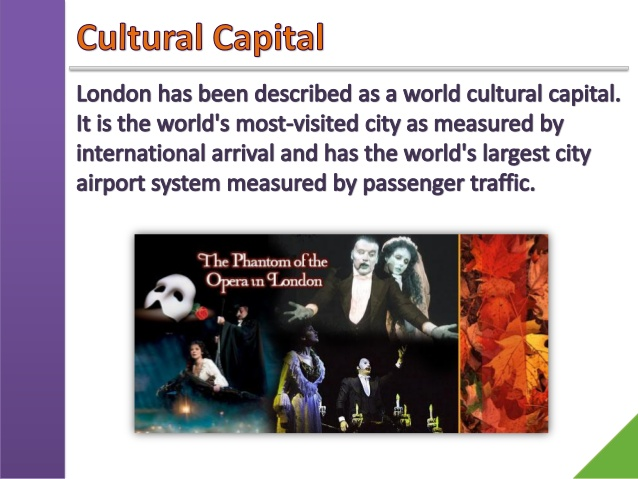 Cultural Capital
London has been described as a world cultural capital.
It is the world's most-visited city as measured by
international arrival and has the world's largest city
airport system measured by passenger traffic.
The Phantom of the
Opera in London